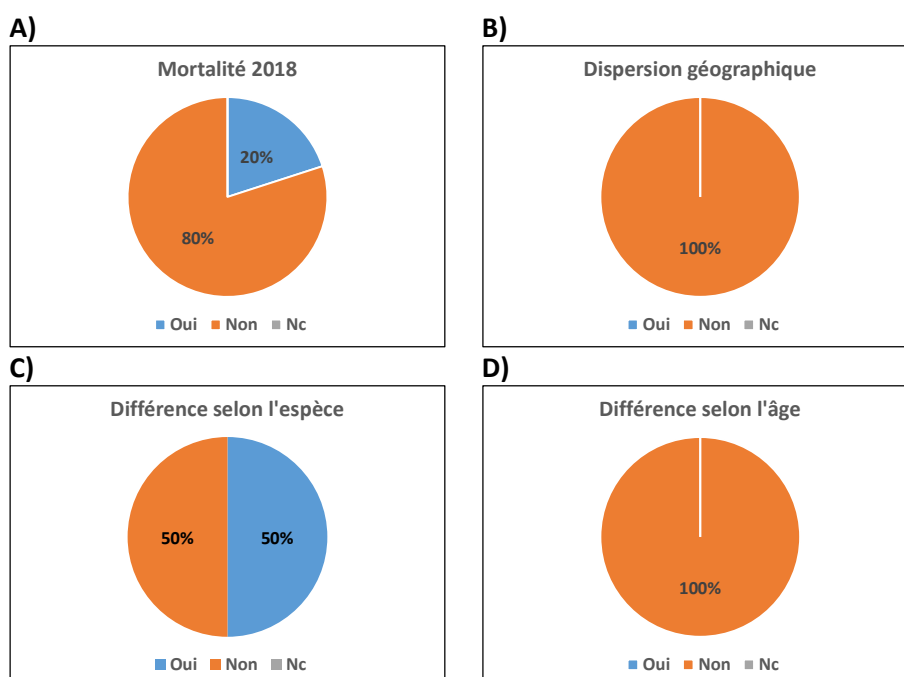 A)
Mortalité 2018
20%
80%
Oui Non Nc
B)
Dispersion géographique
100%
Oui Non Nc
C)
Différence selon l'espèce
50% 50%
Oui Non Nc
D)
Différence selon l'âge
100%
Oui Non Nc